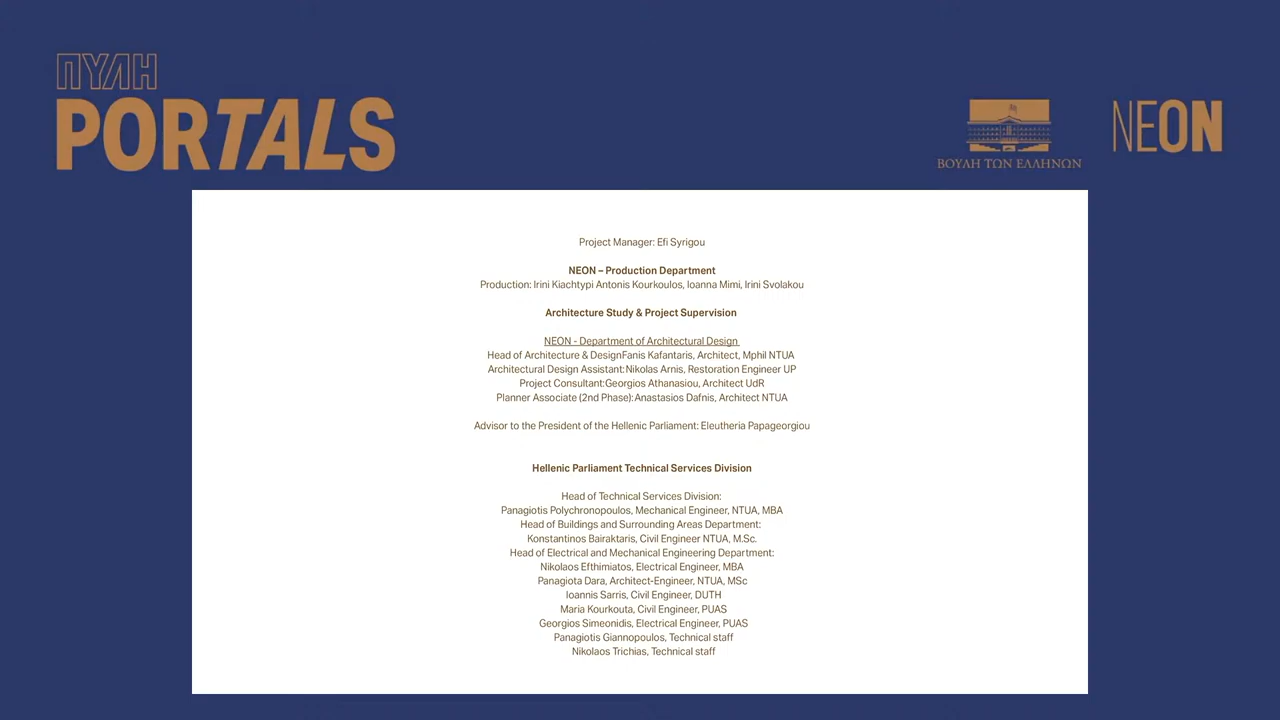 ΠΥΛΗ
PORTALS
ΒΟΥΛΗ ΤΩΝ ΕΛΛΗΝΩΝ
NEON
Project Manager: Efi Syrigou
NEON – Production Department
Production: Irini Kiachtypi Antonis Kourkoulos, Ioanna Mimi, Irini Svolakou
Architecture Study & Project Supervision
NEON - Department of Architectural Design
Head of Architecture & DesignFanis Kafantaris, Architect, Mphil NTUA
Architectural Design Assistant:Nikolas Arnis, Restoration Engineer UP
Project Consultant:Georgios Athanasiou, Architect UdR
Planner Associate (2nd Phase):Anastasios Dafnis, Architect NTUA
Advisor to the President of the Hellenic Parliament: Eleutheria Papageorgiou
Hellenic Parliament Technical Services Division
Head of Technical Services Division:
Panagiotis Polychronopoulos, Mechanical Engineer, NTUA, MBA
Head of Buildings and Surrounding Areas Department:
Konstantinos Bairaktaris, Civil Engineer NTUA, M.Sc.
Head of Electrical and Mechanical Engineering Department:
Nikolaos Efthimiatos, Electrical Engineer, MBA
Panagiota Dara, Architect-Engineer, NTUA, MSc
Ioannis Sarris, Civil Engineer, DUTH
Maria Kourkouta, Civil Engineer, PUAS
Georgios Simeonidis, Electrical Engineer, PUAS
Panagiotis Giannopoulos, Technical staff
Nikolaos Trichias, Technical staff